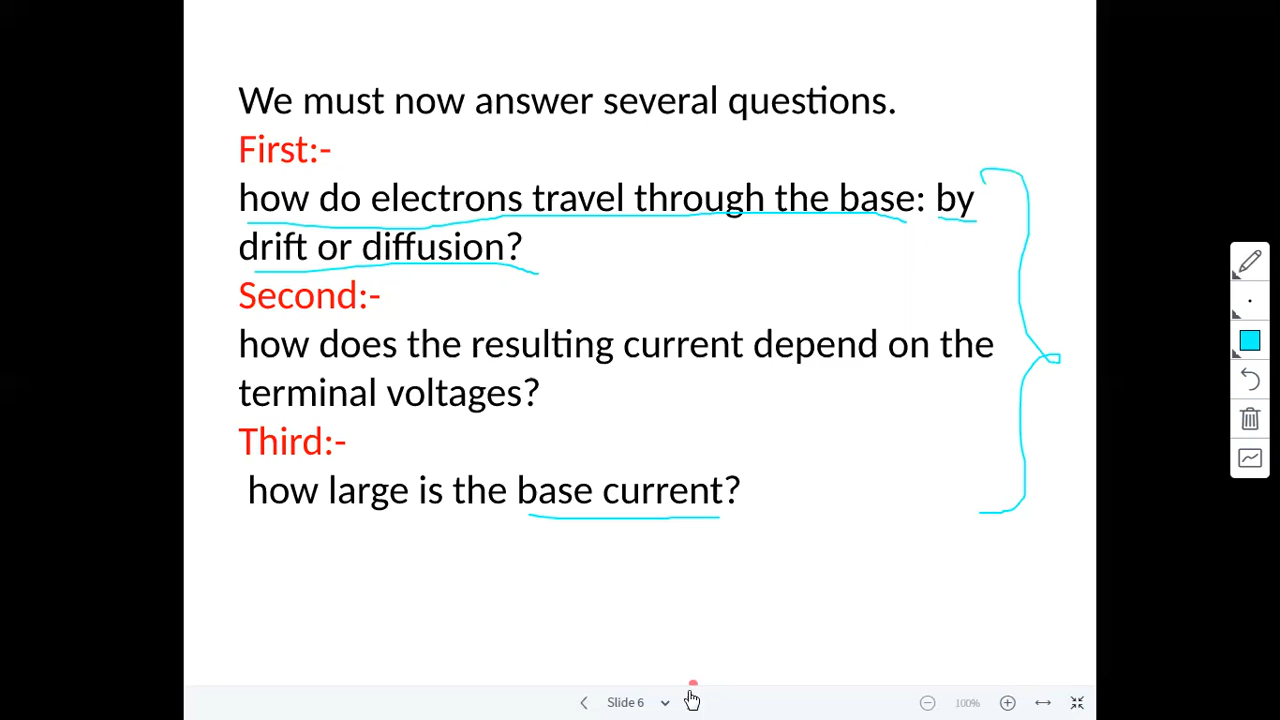 We must now answer several questions.
First:-
how do electrons travel through the base: by
drift or diffusion?
Second:-
how does the resulting current depend on the
terminal voltages?
Third:-
how large is the base current?
Slide 6
100%